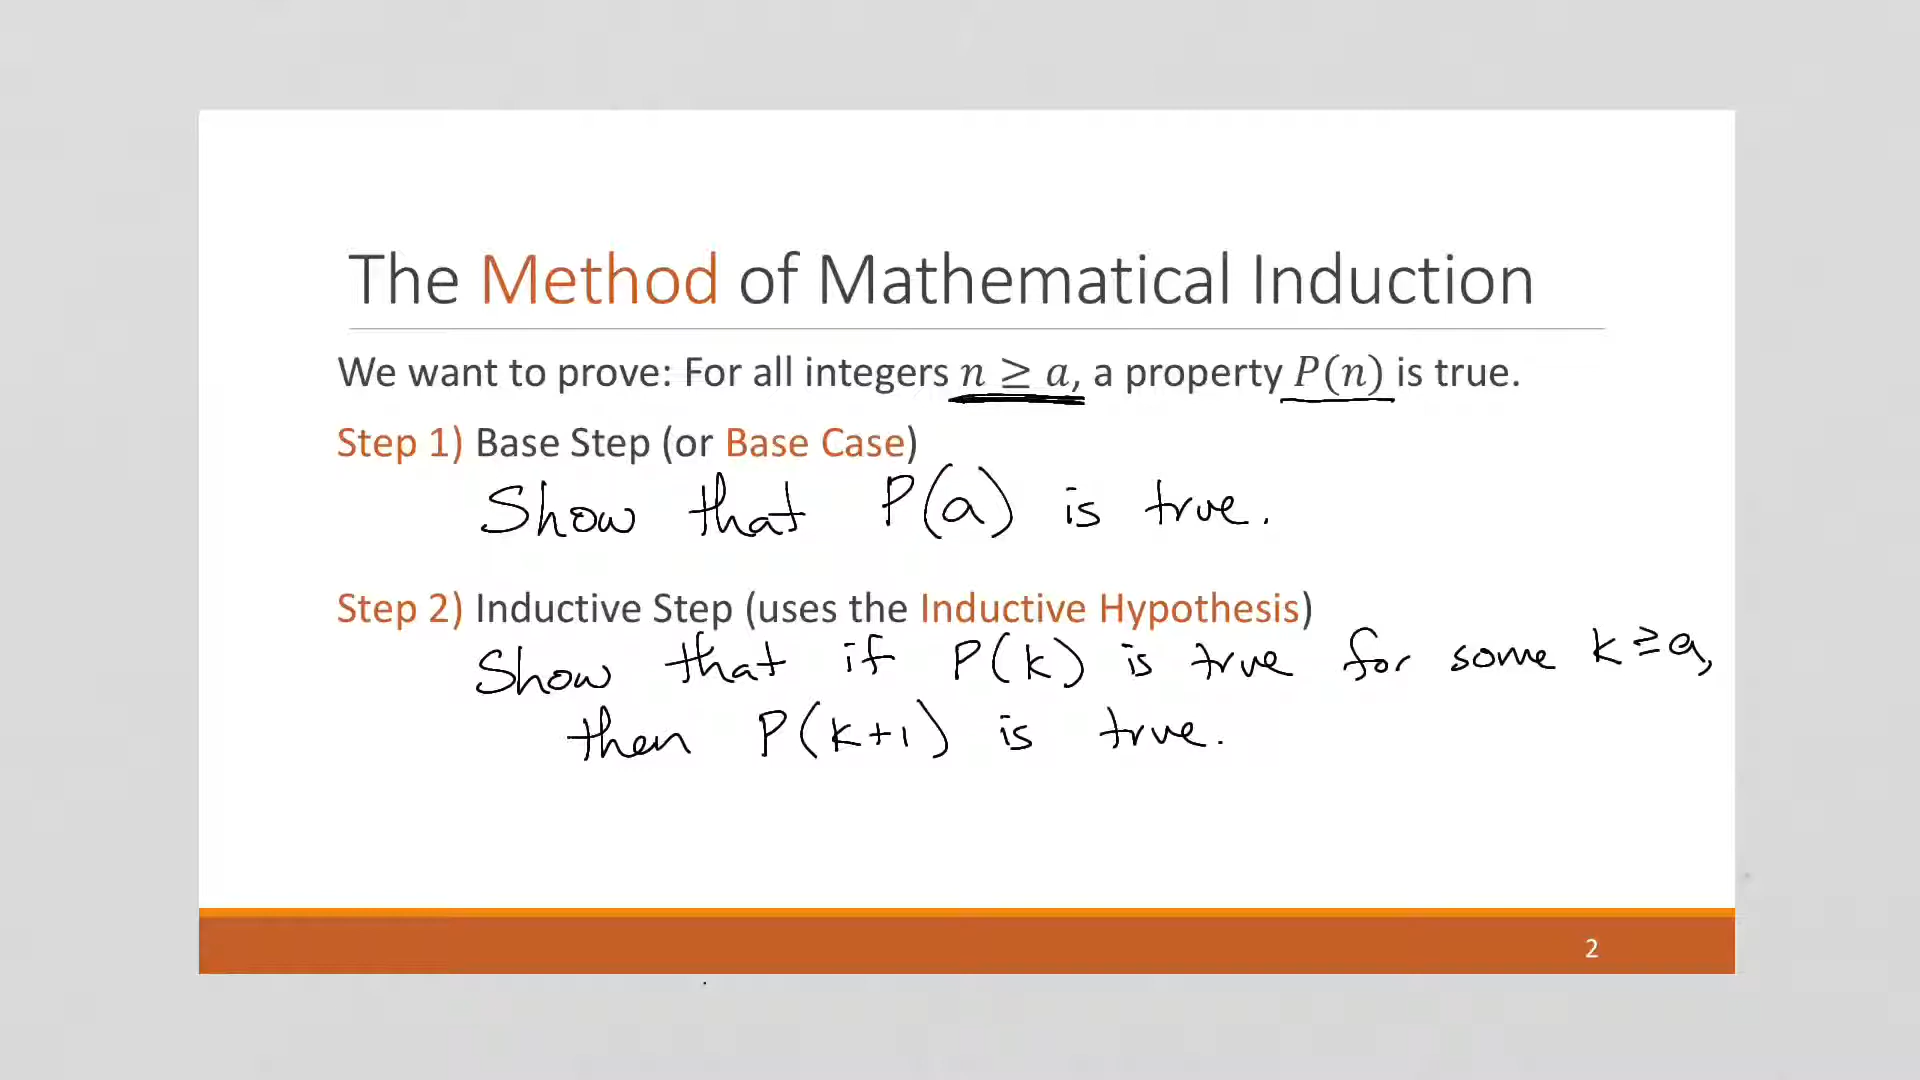 The Method of Mathematical Induction
We want to prove: For all integers n ≥ a, a property P(n) is true.
Step 1) Base Step (or Base Case)
Show that P(a) is true.
Step 2) Inductive Step (uses the Inductive Hypothesis)
Show that if P(k) is true for some k ≥ a,
then P(k+1) is true.
2